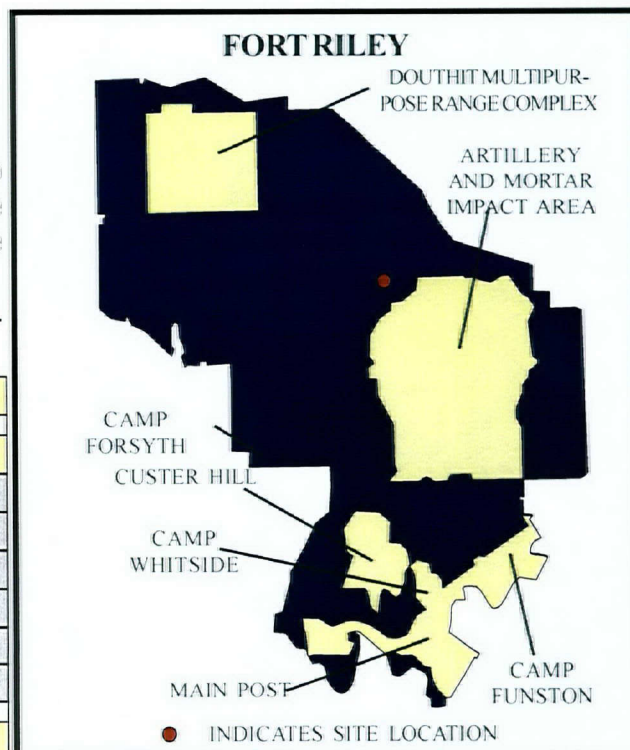 FORT RILEY
DOUTHIT MULTIPUR-
POSE RANGE COMPLEX
ARTILLERY
AND MORTAR
IMPACT AREA
CAMP
FORSYTH
CUSTER HILL
CAMP
WHITSIDE
MAIN POST
CAMP
FUNSTON
INDICATES SITE LOCATION